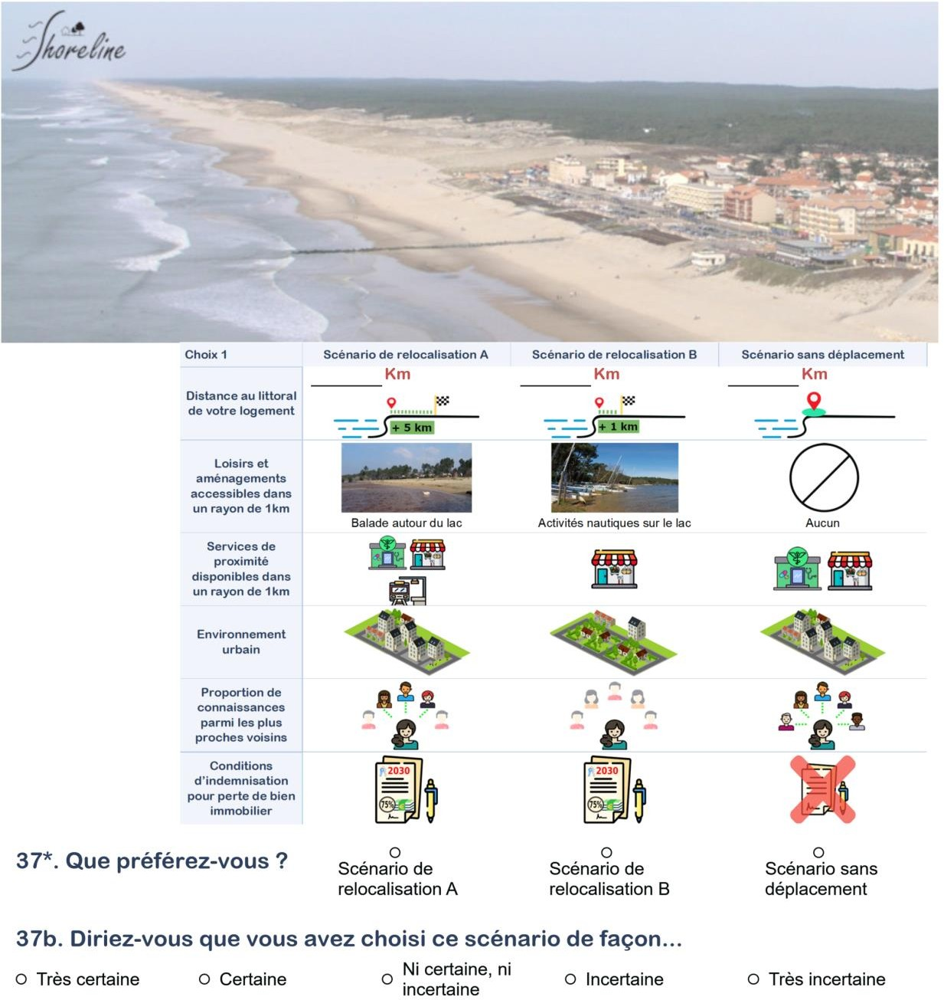 Shoreline
Choix 1
Scénario de relocalisation A
Scénario de relocalisation B
Scénario sans déplacement
Distance au littoral
de votre logement
Km
+ 5 km
Km
+ 1 km
Km
Loisirs et
aménagements
accessibles dans
un rayon de 1km
Balade autour du lac
Activités nautiques sur le lac
Aucun
Services de
proximité
disponibles dans
un rayon de 1km
Environnement
urbain
Proportion de
connaissances
parmi les plus
proches voisins
Conditions
d'indemnisation
pour perte de bien
immobilier
2030
75%
2030
75%
37*. Que préférez-vous ?
Scénario de
relocalisation A
Scénario de
relocalisation B
Scénario sans
déplacement
37b. Diriez-vous que vous avez choisi ce scénario de façon...
Très certaine
Certaine
Ni certaine, ni
incertaine
Incertaine
Très incertaine